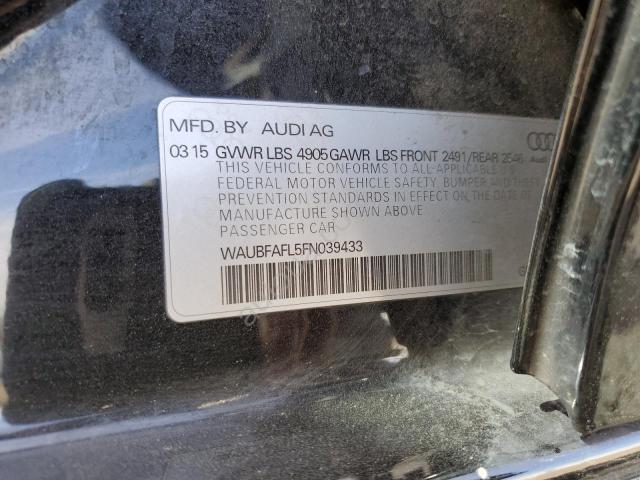 MFD. BY AUDI AG
03 15 GVWR LBS 4905 GAWR LBS FRONT 2491/REAR 2546
THIS VEHICLE CONFORMS TO ALL APPLICABLE U.S.
FEDERAL MOTOR VEHICLE SAFETY, BUMPER AND THEFT
PREVENTION STANDARDS IN EFFECT ON THE DATE OF
MANUFACTURE SHOWN ABOVE
PASSENGER CAR
WAUBFAFL5FN039433